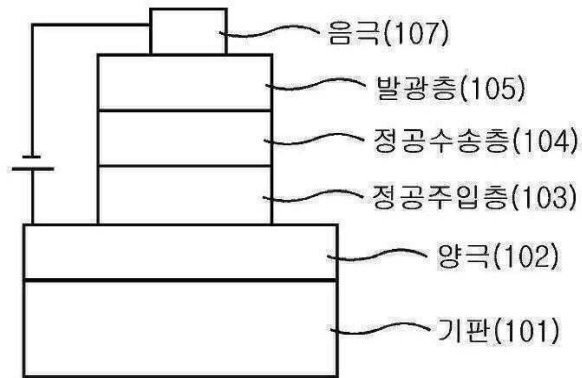 음극(107)
발광층(105)
정공수송층(104)
정공주입층(103)
양극(102)
기판(101)